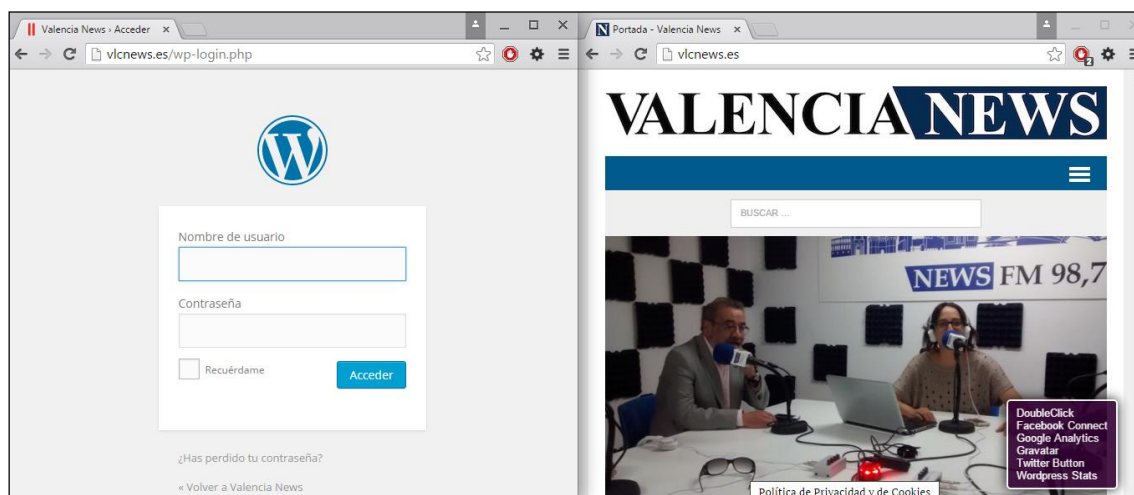 Valencia News › Acceder
vlcnews.es/wp-login.php
Nombre de usuario
Contraseña
Recuérdame
Acceder
¿Has perdido tu contraseña?
« Volver a Valencia News
Portada - Valencia News
vlcnews.es
2
VALENCIA NEWS
BUSCAR ...
NEWS FM 98,7
DoubleClick
Facebook Connect
Google Analytics
Gravatar
Twitter Button
Wordpress Stats
Política de Privacidad y de Cookies